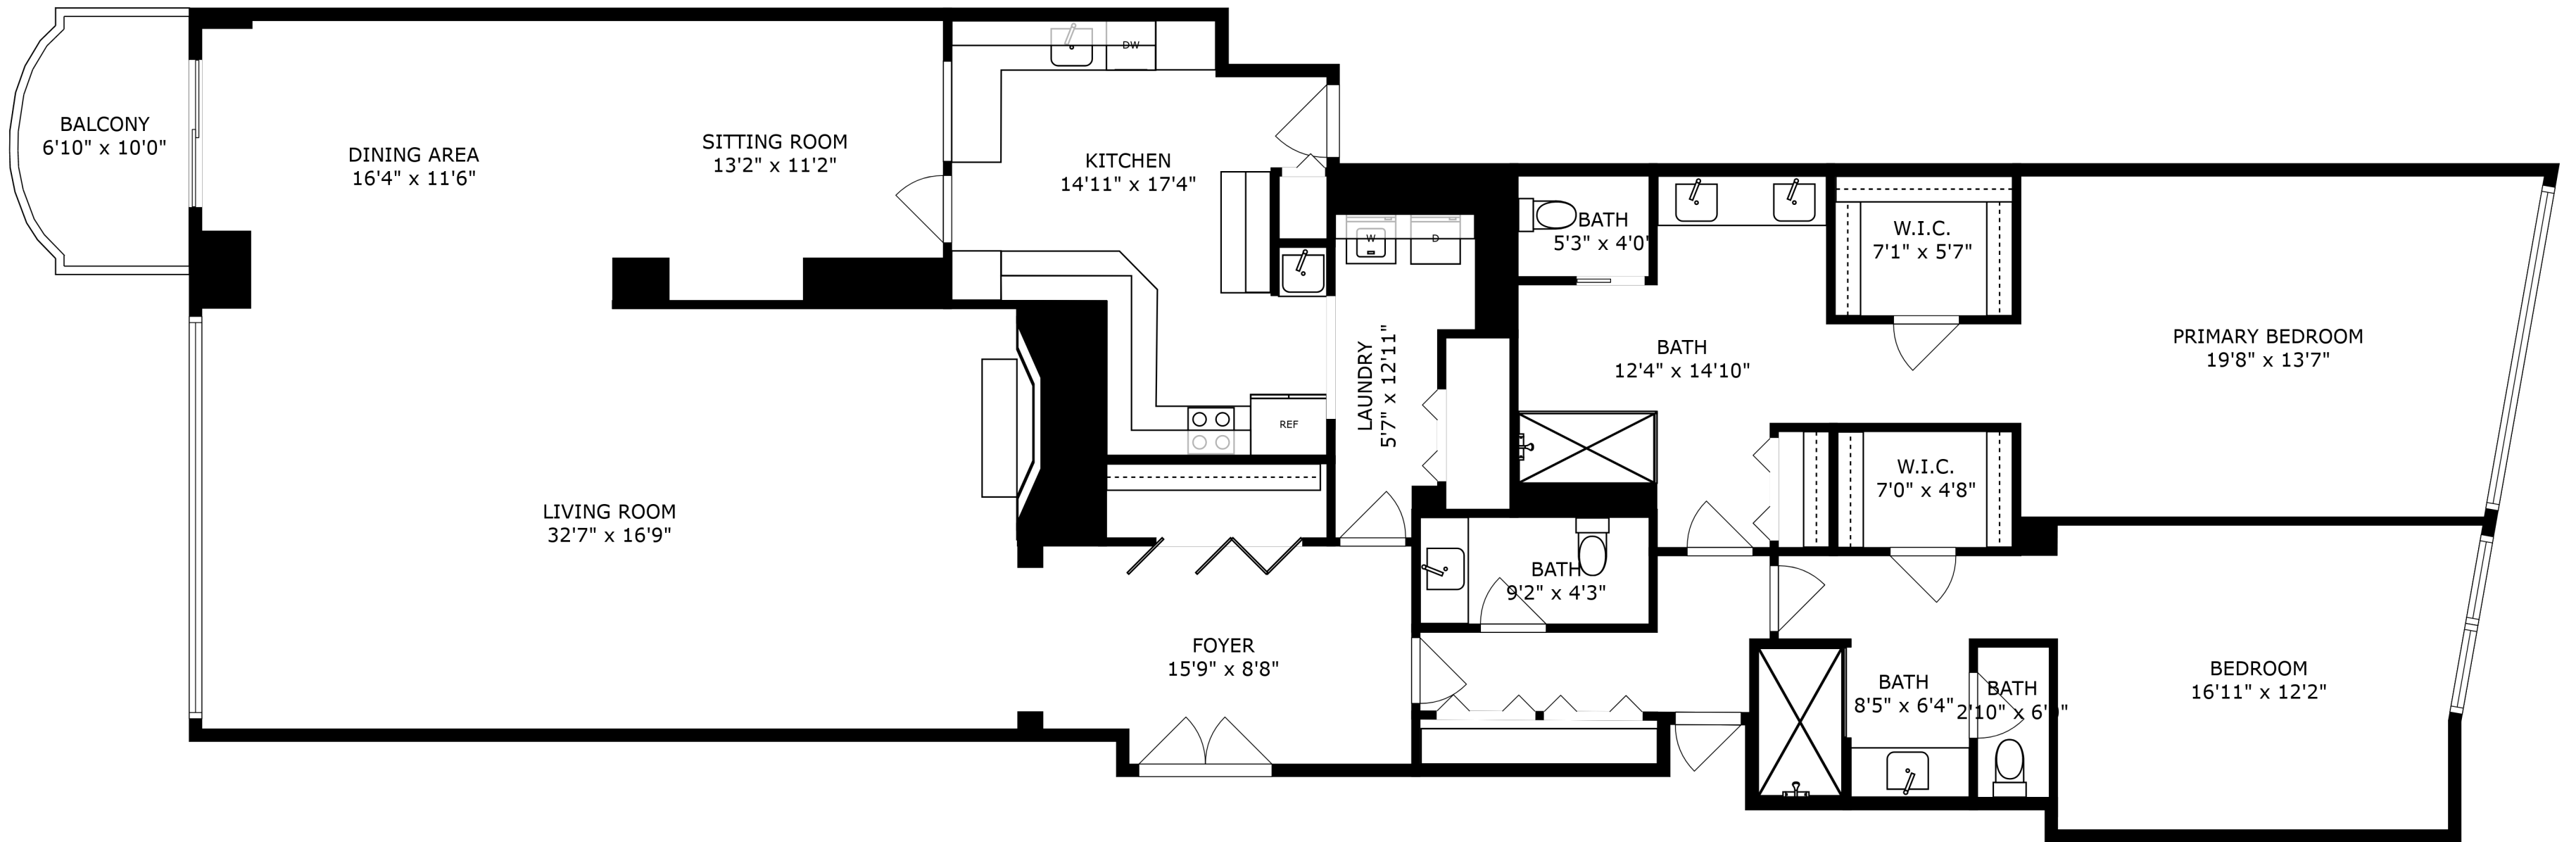 BALCONY
6'10" x 10'0"
DINING AREA
16'4" x 11'6"
SITTING ROOM
13'2" x 11'2"
DW
KITCHEN
14'11" x 17'4"
REF
W
D
LAUNDRY
5'7" x 12'11"
BATH
5'3" x 4'0"
BATH
12'4" x 14'10"
W.I.C.
7'1" x 5'7"
PRIMARY BEDROOM
19'8" x 13'7"
W.I.C.
7'0" x 4'8"
LIVING ROOM
32'7" x 16'9"
FOYER
15'9" x 8'8"
BATH
9'2" x 4'3"
BATH
8'5" x 6'4"
BATH
2'10" x
BEDROOM
16'11" x 12'2"